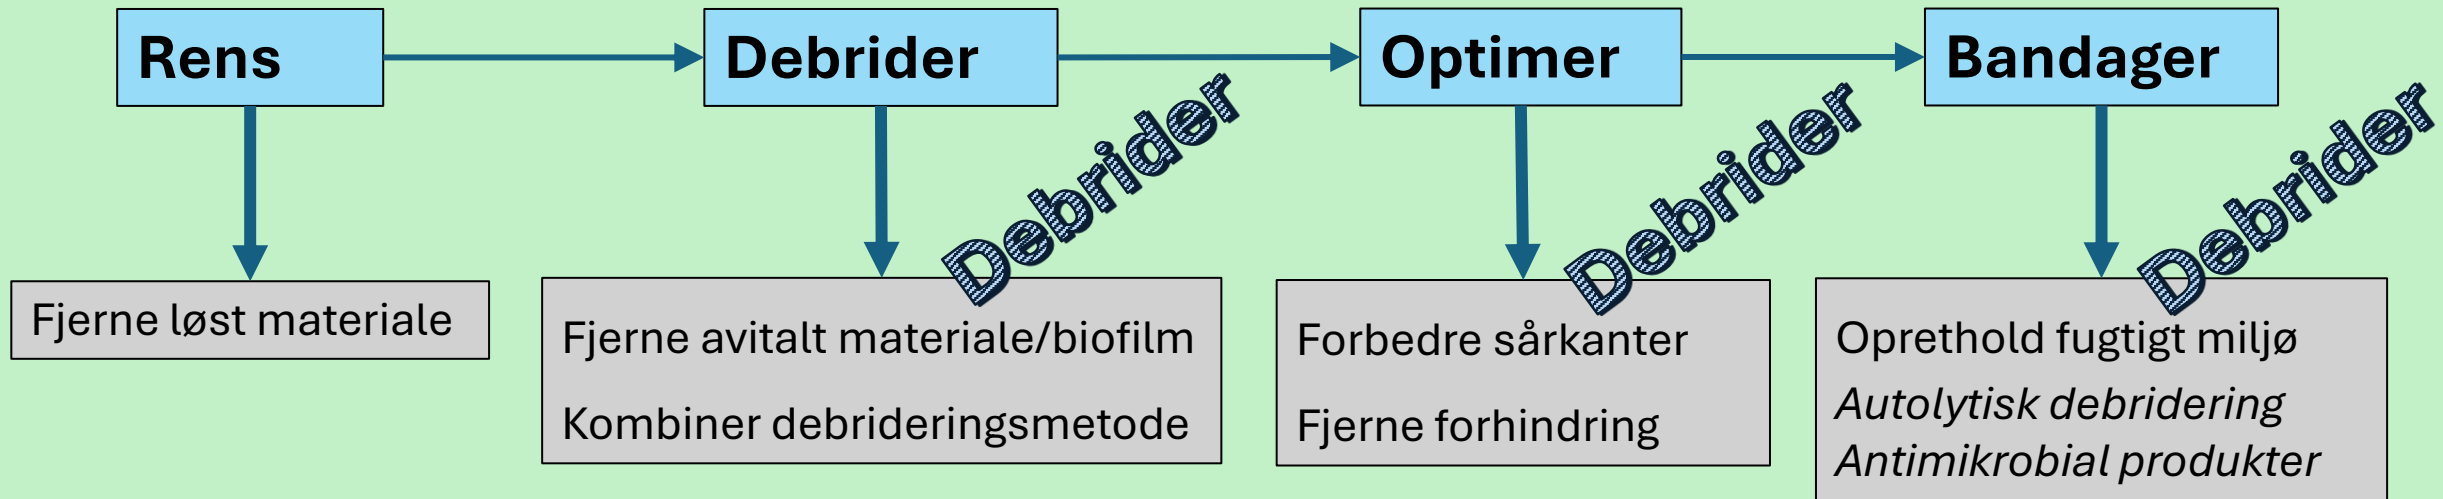 Rens
Debrider
Optimer
Bandager
Debrider
Debrider
Debrider
Fjerne løst materiale
Fjerne avitalt materiale/biofilm
Kombiner debrideringsmetode
Forbedre sårkanter
Fjerne forhindring
Oprethold fugtigt miljø
Autolytisk debridering
Antimikrobial produkter